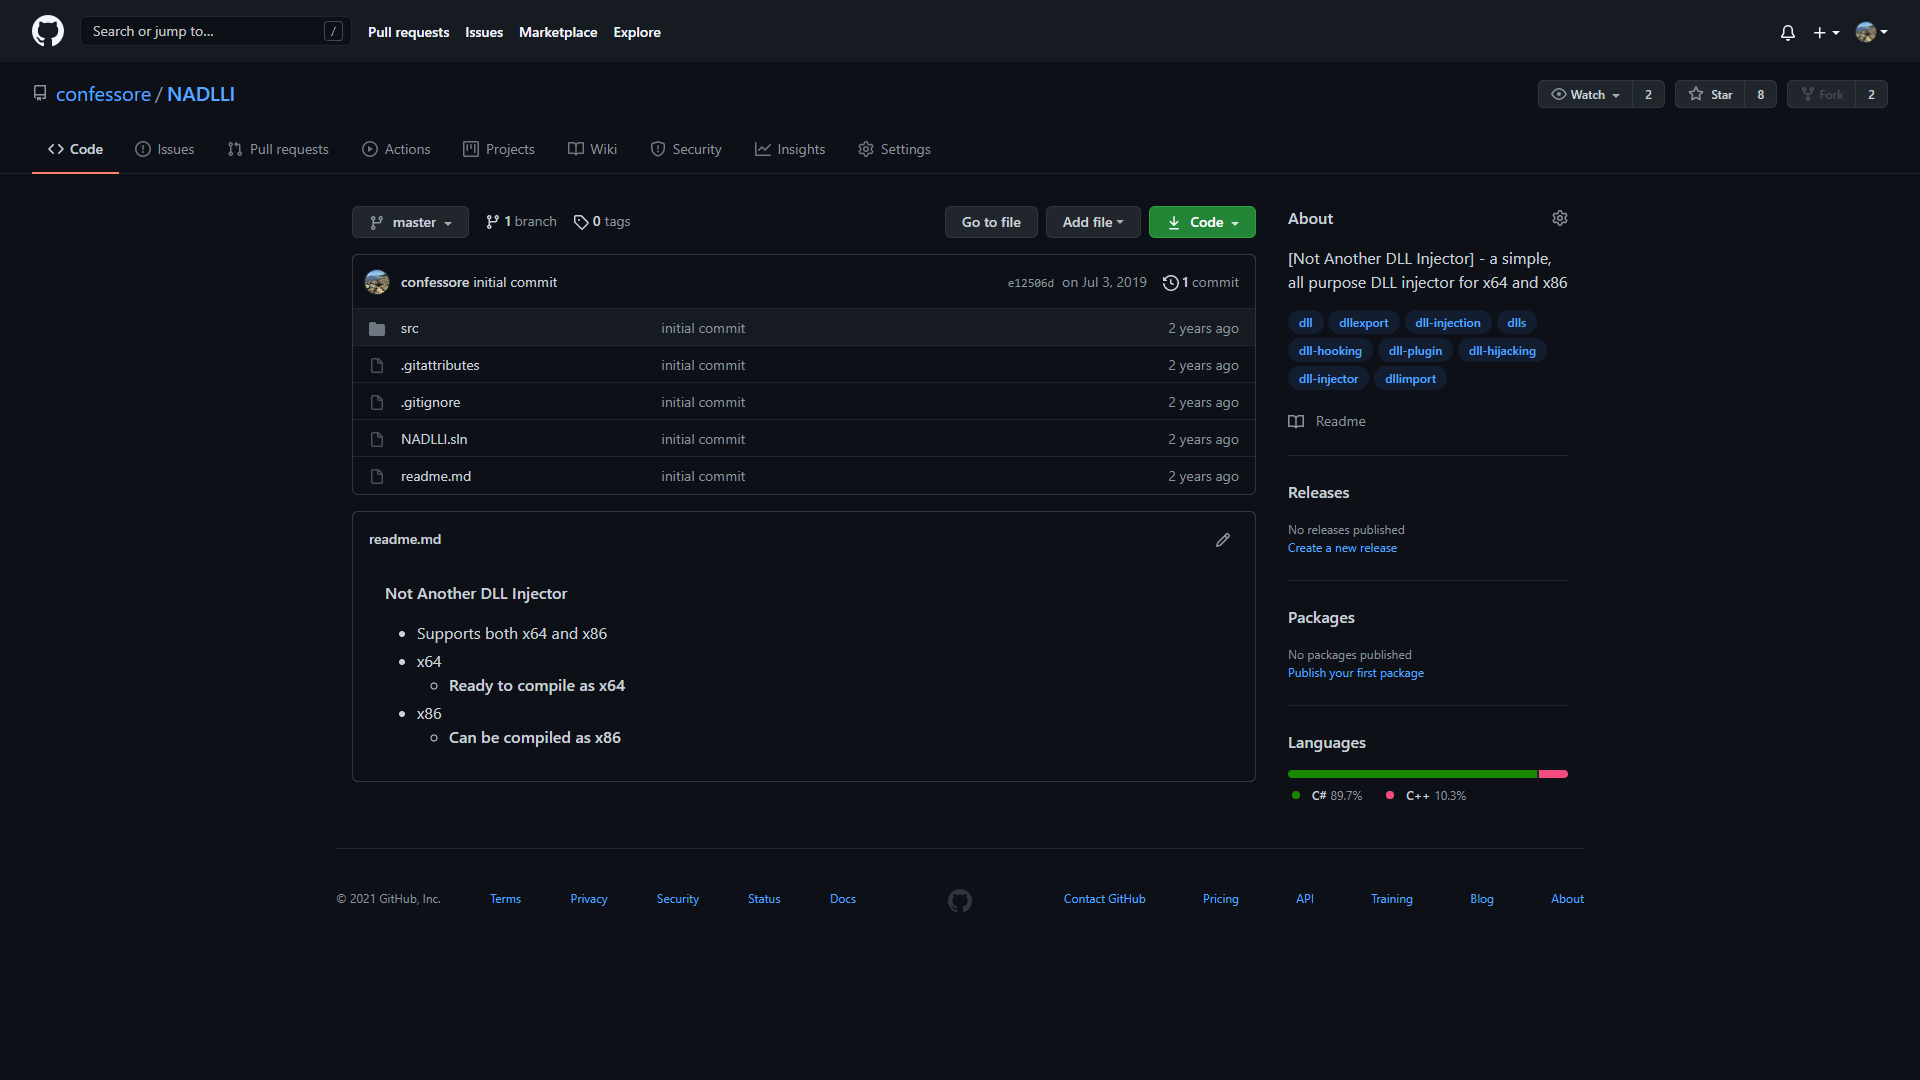 Search or jump to... /
Pull requests Issues Marketplace Explore
confessore / NADLLI
Watch 2 Star 8 Fork 2
Code Issues Pull requests Actions Projects Wiki Security Insights Settings
master 1 branch 0 tags Go to file Add file Code
confessore initial commit e12506d on Jul 3, 2019 1 commit
src initial commit 2 years ago
.gitattributes initial commit 2 years ago
.gitignore initial commit 2 years ago
NADLLI.sln initial commit 2 years ago
readme.md initial commit 2 years ago
readme.md
Not Another DLL Injector
Supports both x64 and x86
x64
Ready to compile as x64
x86
Can be compiled as x86
About
[Not Another DLL Injector] - a simple,
all purpose DLL injector for x64 and x86
dll dllexport dll-injection dlls
dll-hooking dll-plugin dll-hijacking
dll-injector dllimport
Readme
Releases
No releases published
Create a new release
Packages
No packages published
Publish your first package
Languages
C# 89.7% C++ 10.3%
© 2021 GitHub, Inc. Terms Privacy Security Status Docs Contact GitHub Pricing API Training Blog About